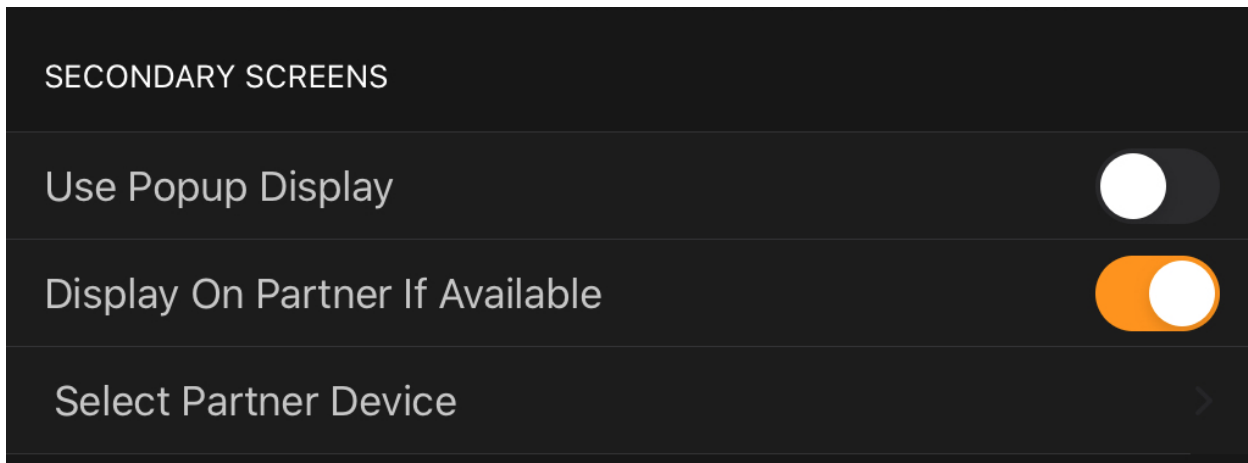 SECONDARY SCREENS
Use Popup Display
Display On Partner If Available
Select Partner Device